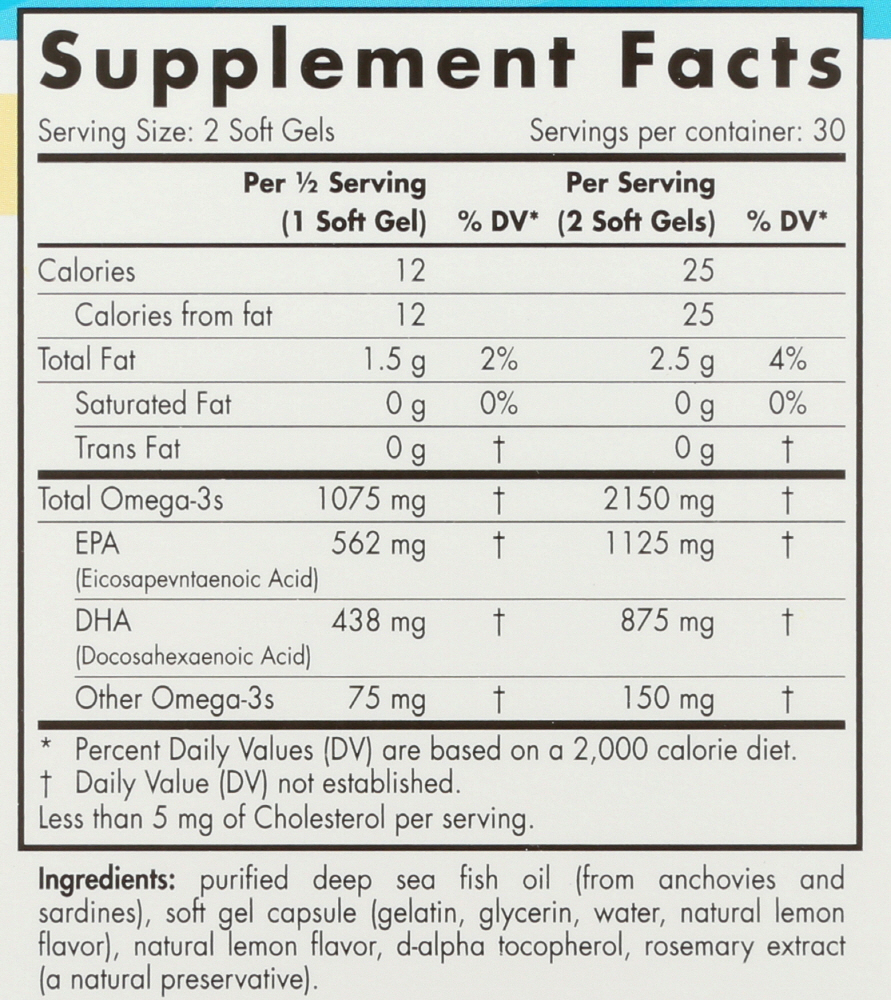 Supplement Facts
Serving Size: 2 Soft Gels Servings per container: 30
Per ½ Serving Per Serving
(1 Soft Gel) % DV* (2 Soft Gels) % DV*
Calories 12 25
Calories from fat 12 25
Total Fat 1.5 g 2% 2.5 g 4%
Saturated Fat 0 g 0% 0 g 0%
Trans Fat 0 g † 0 g †
Total Omega-3s 1075 mg † 2150 mg †
EPA 562 mg † 1125 mg †
(Eicosapevntaenoic Acid)
DHA 438 mg † 875 mg †
(Docosahexaenoic Acid)
Other Omega-3s 75 mg † 150 mg †
* Percent Daily Values (DV) are based on a 2,000 calorie diet.
† Daily Value (DV) not established.
Less than 5 mg of Cholesterol per serving.
Ingredients: purified deep sea fish oil (from anchovies and
sardines), soft gel capsule (gelatin, glycerin, water, natural lemon
flavor), natural lemon flavor, d-alpha tocopherol, rosemary extract
(a natural preservative).